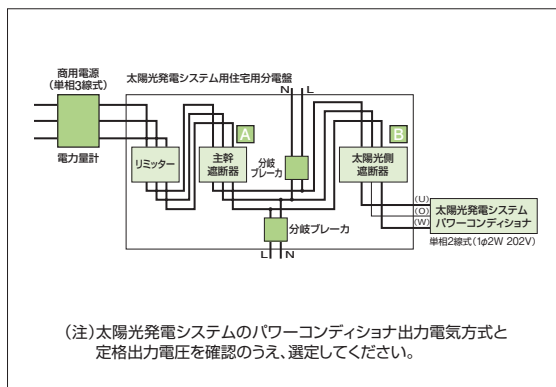 商用電源
(単相3線式)
電力量計
太陽光発電システム用住宅用分電盤
N
L
リミッター
A
主幹
遮断器
分岐
ブレーカ
B
太陽光側
遮断器
分岐ブレーカ
L
N
(U)
(O)
(W)
太陽光発電システム
パワーコンディショナ
単相2線式(1φ2W 202V)
(注)太陽光発電システムのパワーコンディショナ出力電気方式と
定格出力電圧を確認のうえ、選定してください。